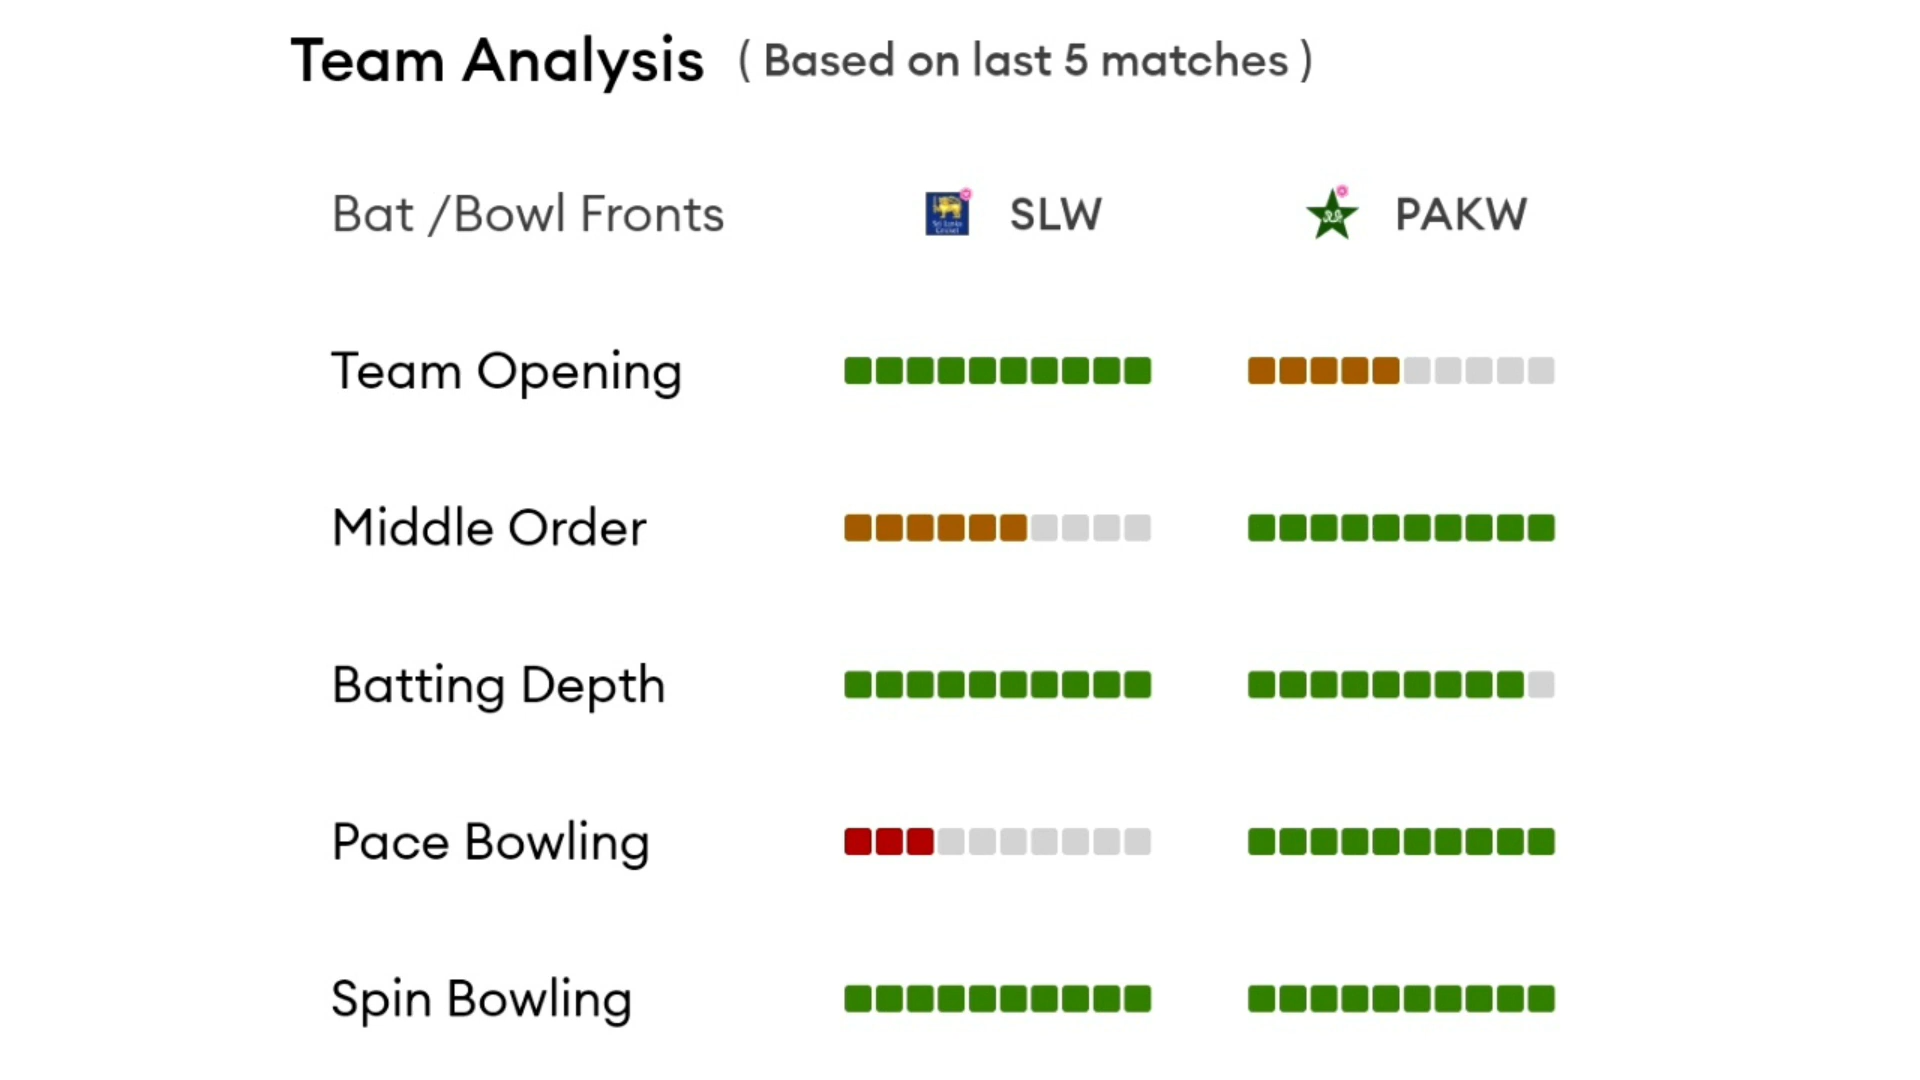 Team Analysis ( Based on last 5 matches )
Bat /Bowl Fronts SLW PAKW
Team Opening
Middle Order
Batting Depth
Pace Bowling
Spin Bowling